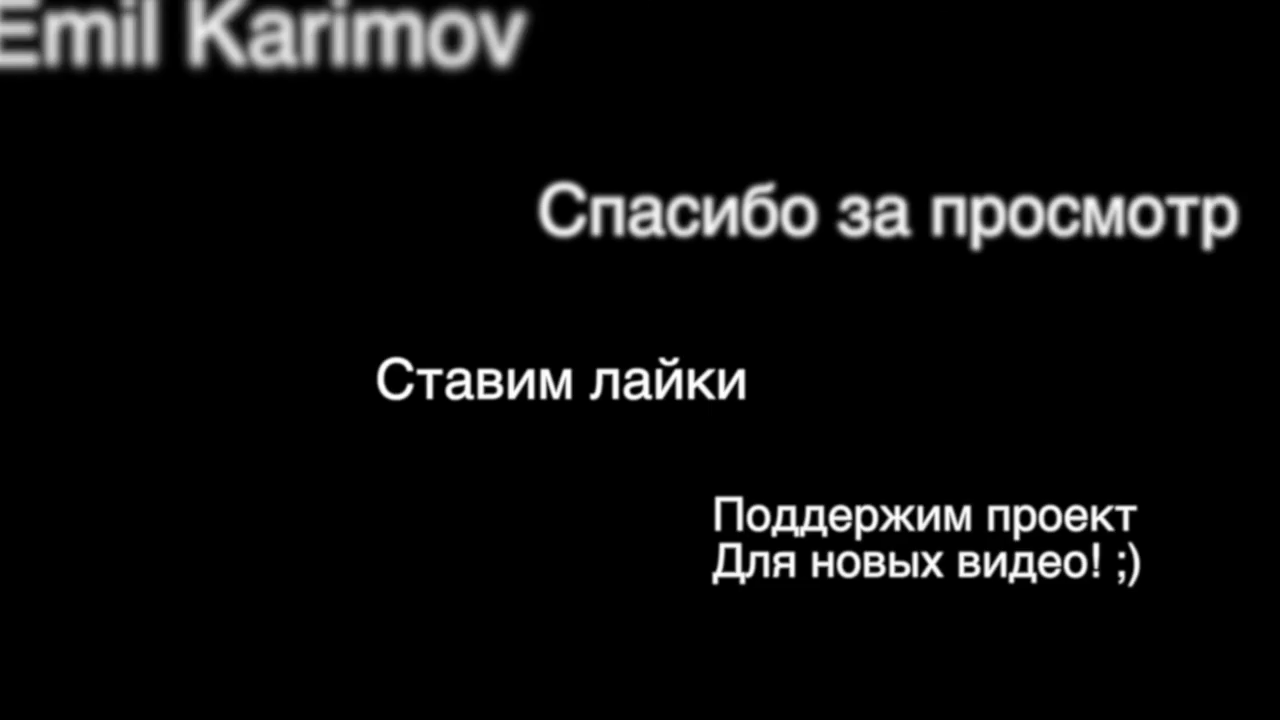 Emil Karimov
Спасибо за просмотр
Ставим лайки
Поддержим проект
Для новых видео! ;)